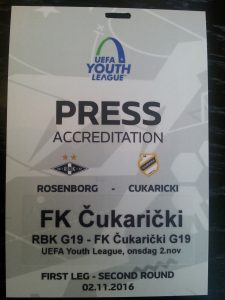 UEFA
YOUTH
LEAGUE
PRESS
ACCREDITATION
ROSENBORG - CUKARICKI
FK Čukarički
RBK G19 - FK Čukarički G19
UEFA Youth League, onsdag 2.nov
FIRST LEG - SECOND ROUND
02.11.2016